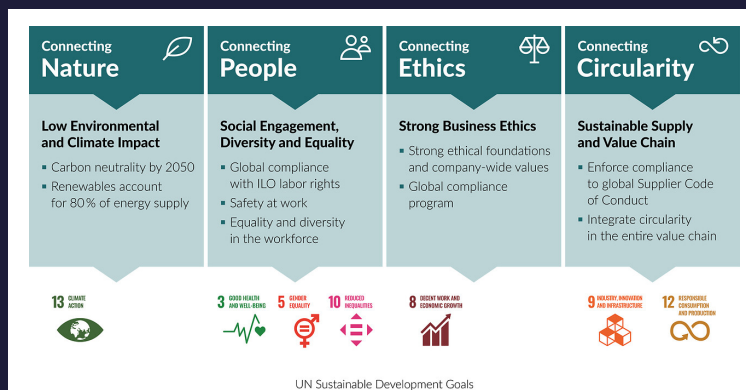 Connecting
Nature
Low Environmental
and Climate Impact
▪ Carbon neutrality by 2050
▪ Renewables account
for 80% of energy supply
13 CLIMATE
ACTION
Connecting
People
Social Engagement,
Diversity and Equality
▪ Global compliance
with ILO labor rights
▪ Safety at work
▪ Equality and diversity
in the workforce
3 GOOD HEALTH
AND WELL-BEING
5 GENDER
EQUALITY
10 REDUCED
INEQUALITIES
Connecting
Ethics
Strong Business Ethics
▪ Strong ethical foundations
and company-wide values
▪ Global compliance
program
8 DECENT WORK AND
ECONOMIC GROWTH
Connecting
Circularity
Sustainable Supply
and Value Chain
▪ Enforce compliance
to global Supplier Code
of Conduct
▪ Integrate circularity
in the entire value chain
9 INDUSTRY, INNOVATION
AND INFRASTRUCTURE
12 RESPONSIBLE
CONSUMPTION
AND PRODUCTION
UN Sustainable Development Goals